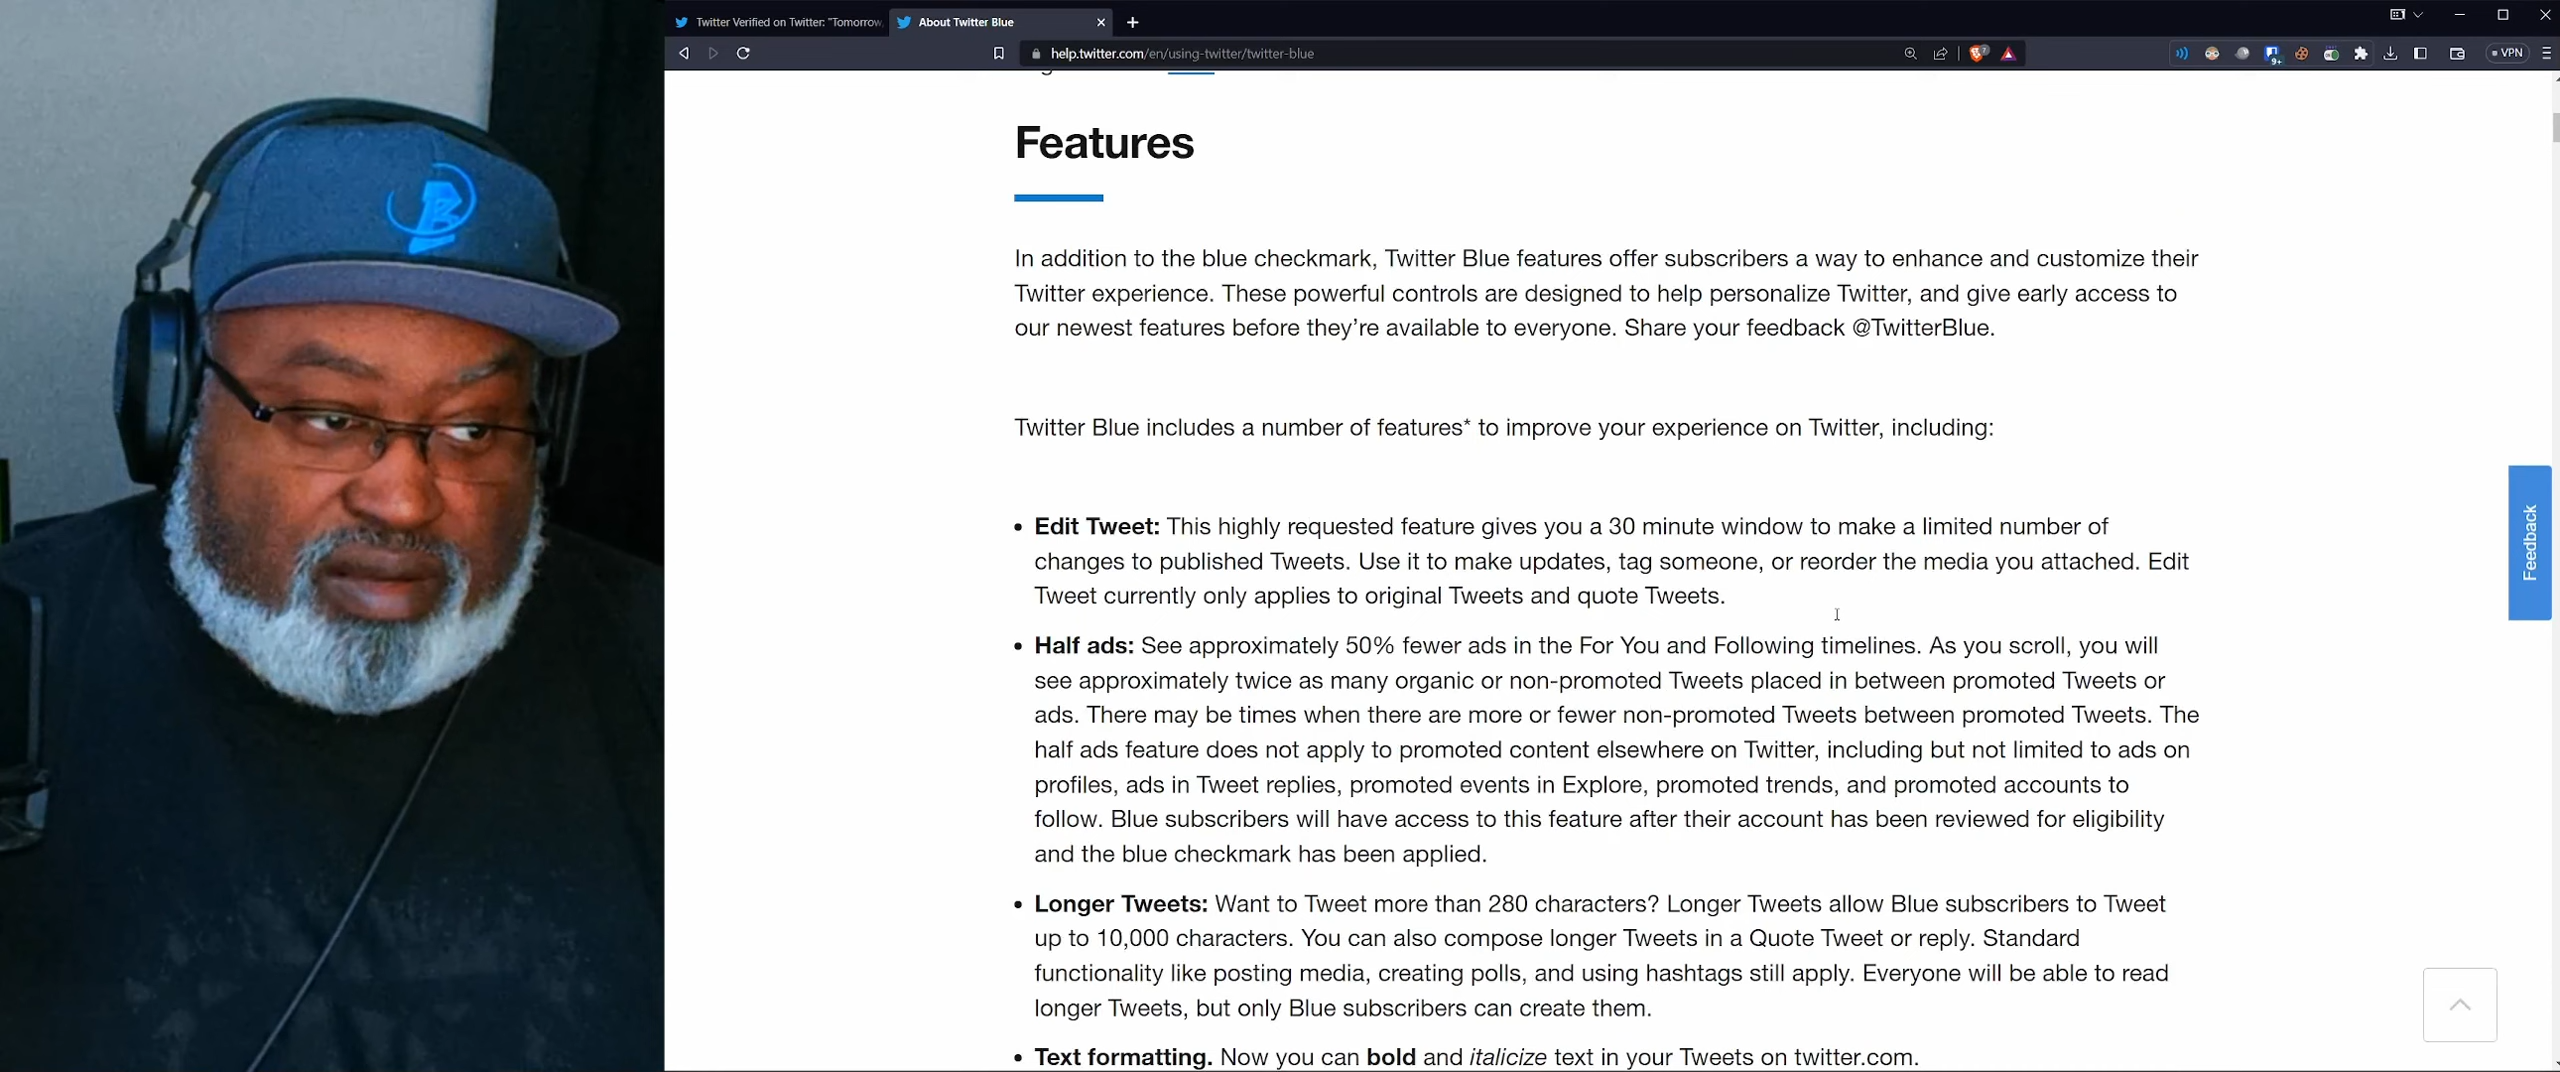 Twitter Verified on Twitter: "Tomorrow,
About Twitter Blue
help.twitter.com/en/using-twitter/twitter-blue
VPN
Features
In addition to the blue checkmark, Twitter Blue features offer subscribers a way to enhance and customize their
Twitter experience. These powerful controls are designed to help personalize Twitter, and give early access to
our newest features before they’re available to everyone. Share your feedback @TwitterBlue.
Twitter Blue includes a number of features* to improve your experience on Twitter, including:
• Edit Tweet: This highly requested feature gives you a 30 minute window to make a limited number of
changes to published Tweets. Use it to make updates, tag someone, or reorder the media you attached. Edit
Tweet currently only applies to original Tweets and quote Tweets.
• Half ads: See approximately 50% fewer ads in the For You and Following timelines. As you scroll, you will
see approximately twice as many organic or non-promoted Tweets placed in between promoted Tweets or
ads. There may be times when there are more or fewer non-promoted Tweets between promoted Tweets. The
half ads feature does not apply to promoted content elsewhere on Twitter, including but not limited to ads on
profiles, ads in Tweet replies, promoted events in Explore, promoted trends, and promoted accounts to
follow. Blue subscribers will have access to this feature after their account has been reviewed for eligibility
and the blue checkmark has been applied.
• Longer Tweets: Want to Tweet more than 280 characters? Longer Tweets allow Blue subscribers to Tweet
up to 10,000 characters. You can also compose longer Tweets in a Quote Tweet or reply. Standard
functionality like posting media, creating polls, and using hashtags still apply. Everyone will be able to read
longer Tweets, but only Blue subscribers can create them.
• Text formatting. Now you can bold and italicize text in your Tweets on twitter.com.
Feedback
B